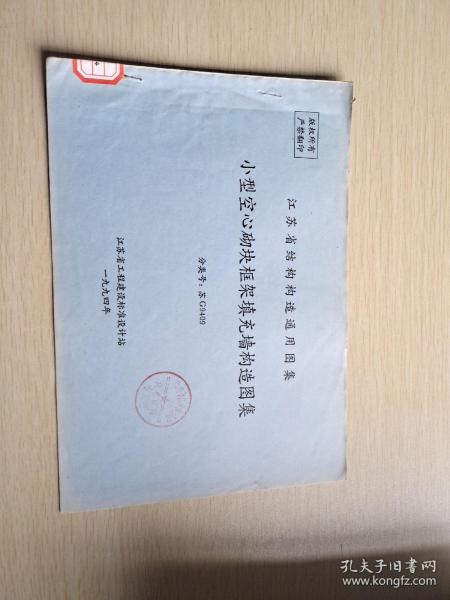 版权所有
严禁翻印
江苏省结构构造通用图集
小型空心砌块框架填充墙构造图集
分类号：苏G9409
江苏省工程建设标准设计站
一九九四年
孔夫子旧书网
www.kongfz.com